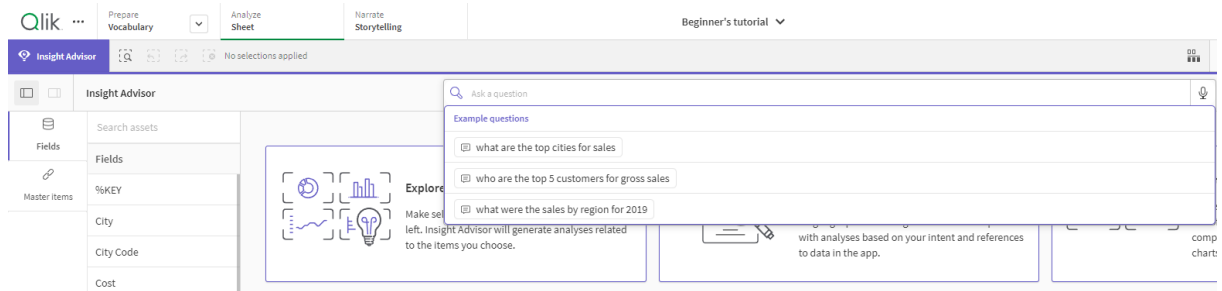 Qlik
Prepare
Vocabulary
Analyze
Sheet
Narrate
Storytelling
Beginner's tutorial
Insight Advisor
No selections applied
Insight Advisor
Ask a question
Example questions
what are the top cities for sales
who are the top 5 customers for gross sales
what were the sales by region for 2019
Fields
Master items
Search assets
Fields
%KEY
City
City Code
Cost
Explore
Make sel
left. Insight Advisor will generate analyses related
to the items you choose.
with analyses based on your intent and references
to data in the app.
comp
charts